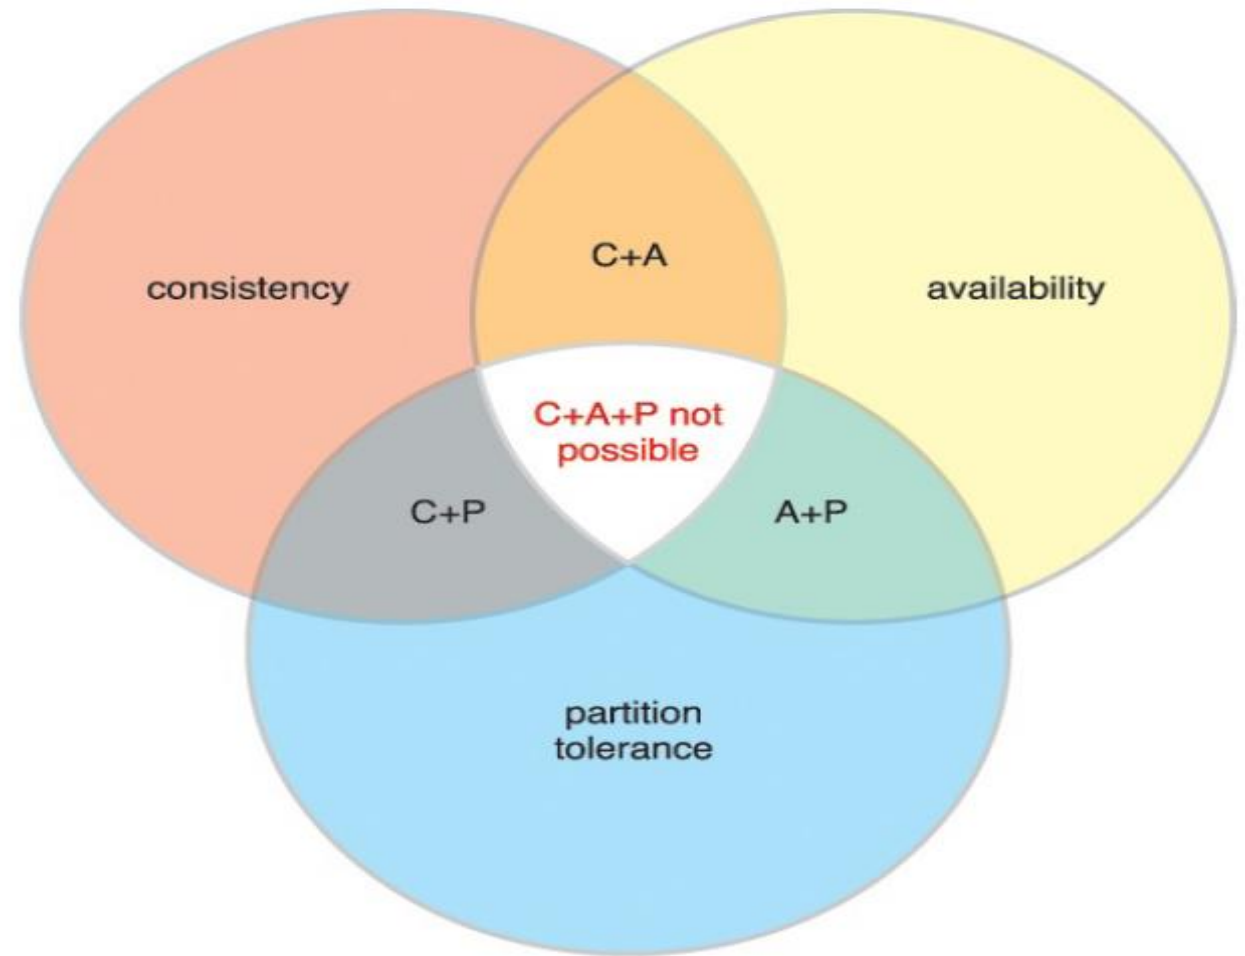 C+A
consistency
availability
C+A+P not
possible
C+P
A+P
partition
tolerance